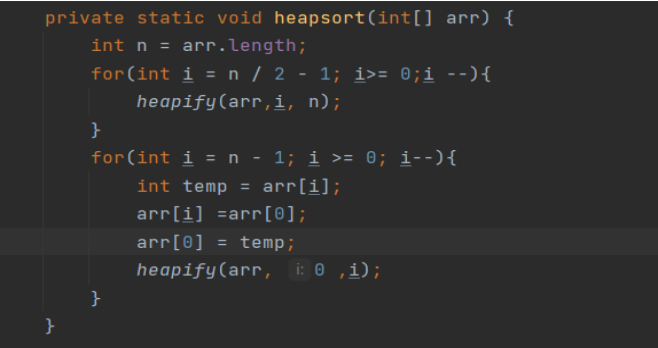 private static void heapsort(int[] arr) {
int n = arr.length;
for(int i = n / 2 - 1; i>= 0;i --){
heapify(arr,i, n);
}
for(int i = n - 1; i >= 0; i--){
int temp = arr[i];
arr[i] =arr[0];
arr[0] = temp;
heapify(arr, i: 0 ,i);
}
}